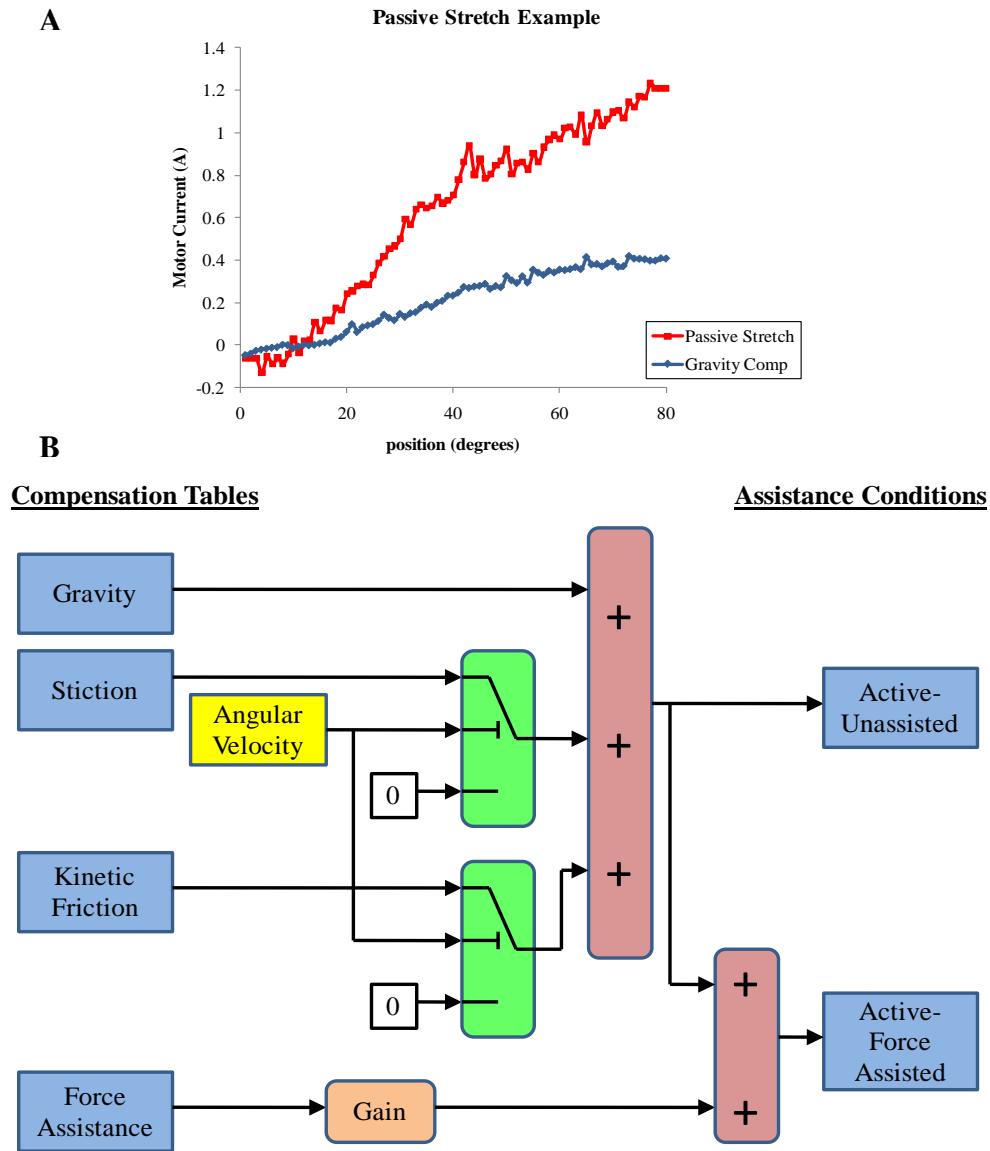 A
Passive Stretch Example
1.4
1.2
1
0.8
0.6
0.4
0.2
0
-0.2
Motor Current (A)
Passive Stretch
Gravity Comp
0
20
40
60
80
position (degrees)
B
Compensation Tables
Assistance Conditions
Gravity
+
Stiction
Angular
Velocity
Active-
Unassisted
+
0
Kinetic
Friction
+
0
+
Active-
Force
Assisted
Force
Assistance
Gain
+